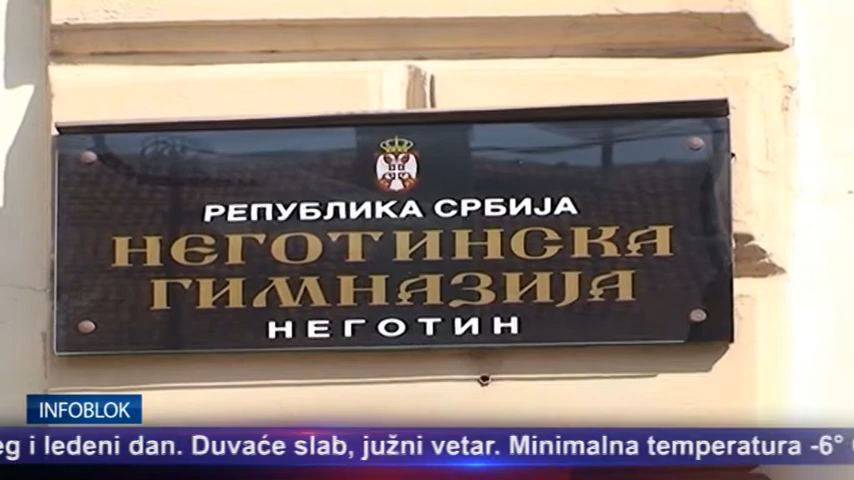 РЕПУБЛИКА СРБИЈА
НЕГОТИНСКА
ГИМНАЗИЈА
НЕГОТИН
INFOBLOK
i ledeni dan. Duvaće slab, južni vetar. Minimalna temperatura -6°